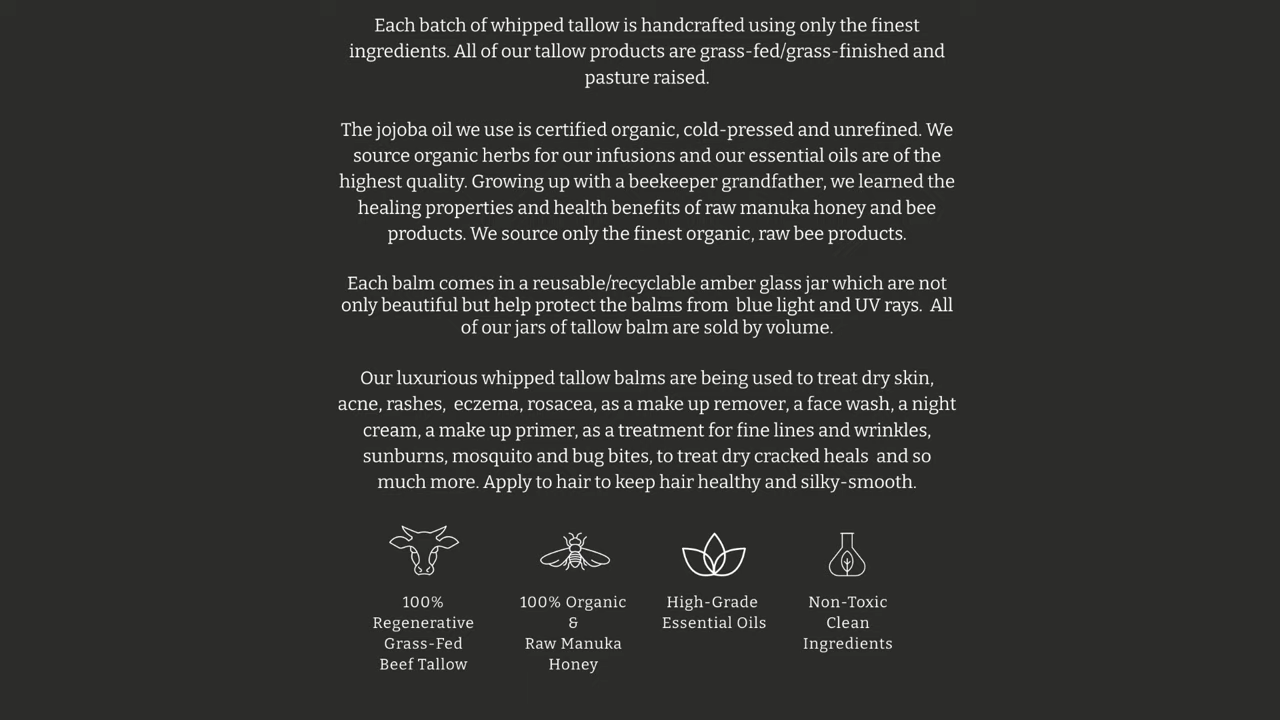 Each batch of whipped tallow is handcrafted using only the finest
ingredients. All of our tallow products are grass-fed/grass-finished and
pasture raised.
The jojoba oil we use is certified organic, cold-pressed and unrefined. We
source organic herbs for our infusions and our essential oils are of the
highest quality. Growing up with a beekeeper grandfather, we learned the
healing properties and health benefits of raw manuka honey and bee
products. We source only the finest organic, raw bee products.
Each balm comes in a reusable/recyclable amber glass jar which are not
only beautiful but help protect the balms from  blue light and UV rays.  All
of our jars of tallow balm are sold by volume.
Our luxurious whipped tallow balms are being used to treat dry skin,
acne, rashes,  eczema, rosacea, as a make up remover, a face wash, a night
cream, a make up primer, as a treatment for fine lines and wrinkles,
sunburns, mosquito and bug bites, to treat dry cracked heals  and so
much more. Apply to hair to keep hair healthy and silky-smooth.
100%
Regenerative
Grass-Fed
Beef Tallow
100% Organic
&
Raw Manuka
Honey
High-Grade
Essential Oils
Non-Toxic
Clean
Ingredients